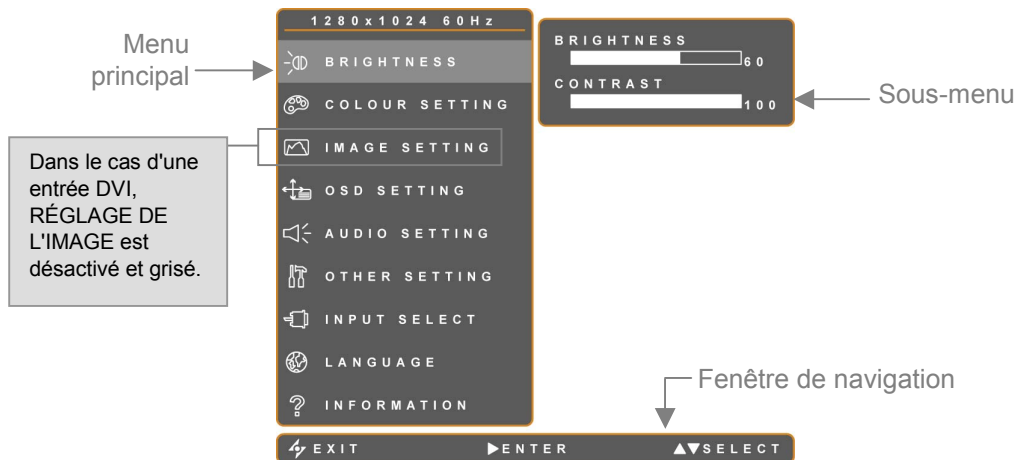 1280x1024 60Hz
Menu
principal
BRIGHTNESS
COLOUR SETTING
IMAGE SETTING
OSD SETTING
AUDIO SETTING
OTHER SETTING
INPUT SELECT
LANGUAGE
INFORMATION
BRIGHTNESS
60
CONTRAST
100
Sous-menu
Dans le cas d'une
entrée DVI,
RÉGLAGE DE
L'IMAGE est
désactivé et grisé.
Fenêtre de navigation
EXIT ▶ENTER ▲▼SELECT